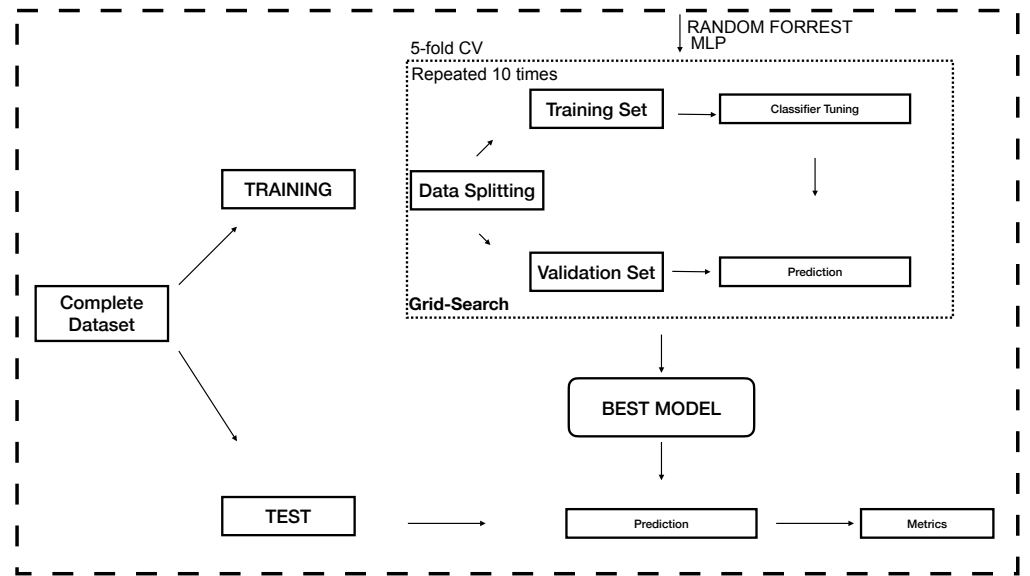 RANDOM FORREST
MLP
5-fold CV
Repeated 10 times
Training Set
Classifier Tuning
TRAINING
Data Splitting
Validation Set
Prediction
Grid-Search
Complete
Dataset
BEST MODEL
TEST
Prediction
Metrics